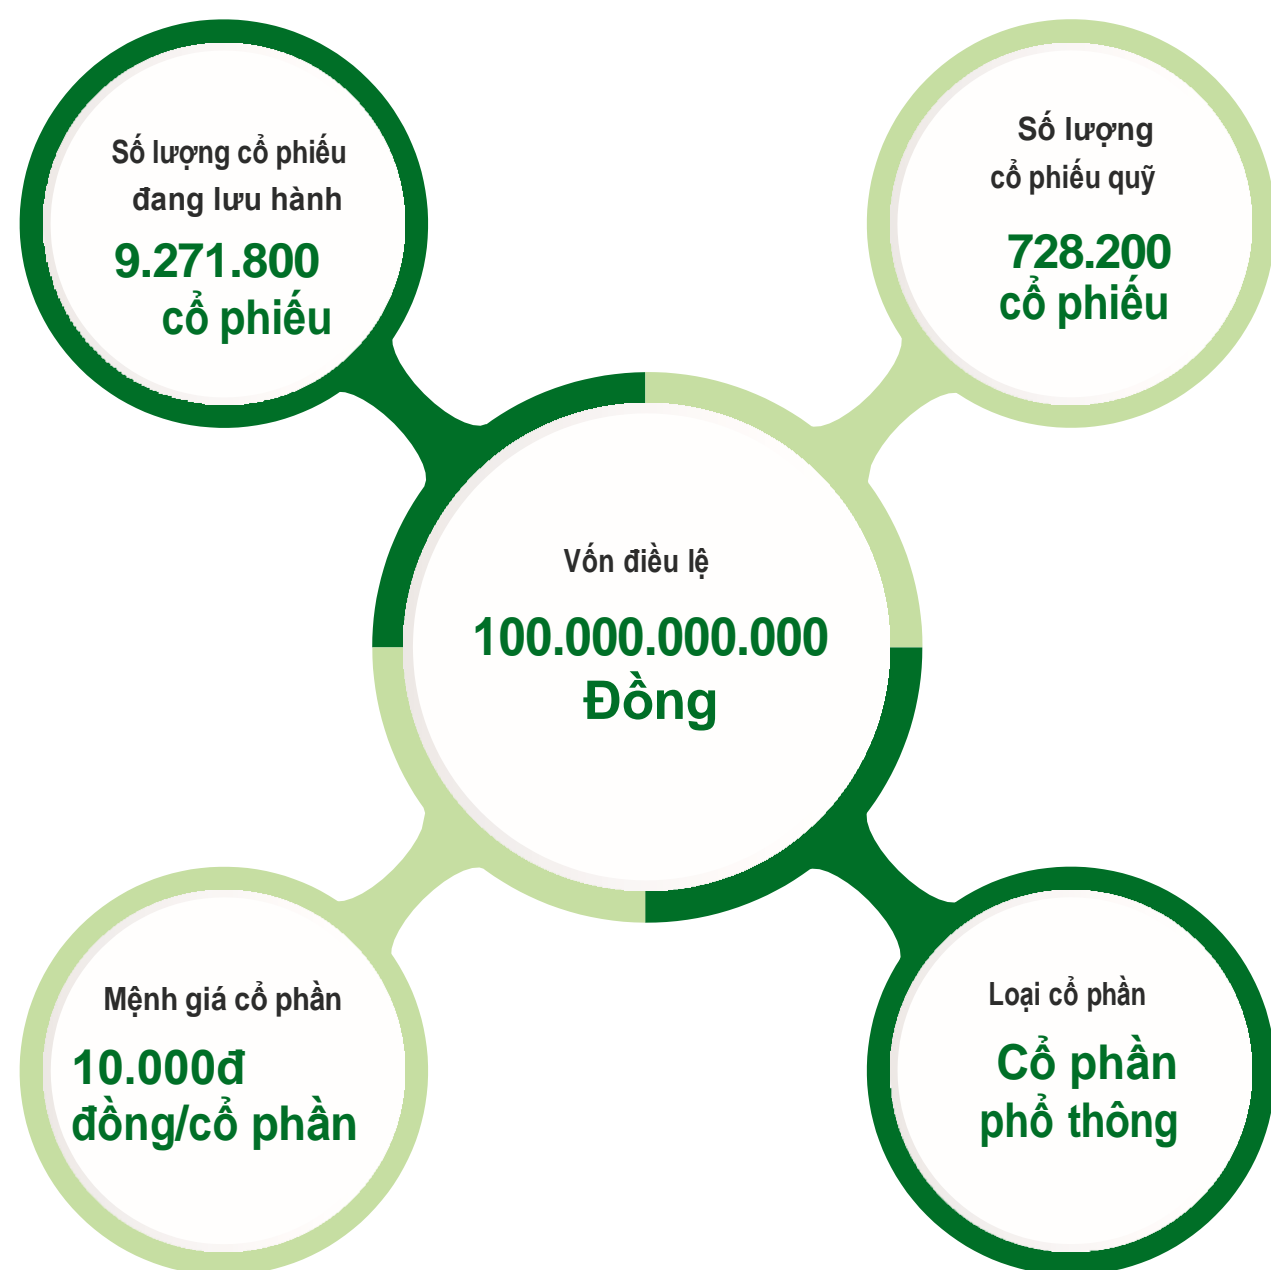 Số lượng cổ phiếu
đang lưu hành
9.271.800
cổ phiếu
Số lượng
cổ phiếu quỹ
728.200
cổ phiếu
Vốn điều lệ
100.000.000.000
Đồng
Mệnh giá cổ phần
10.000đ
đồng/cổ phần
Loại cổ phần
Cổ phần
phổ thông